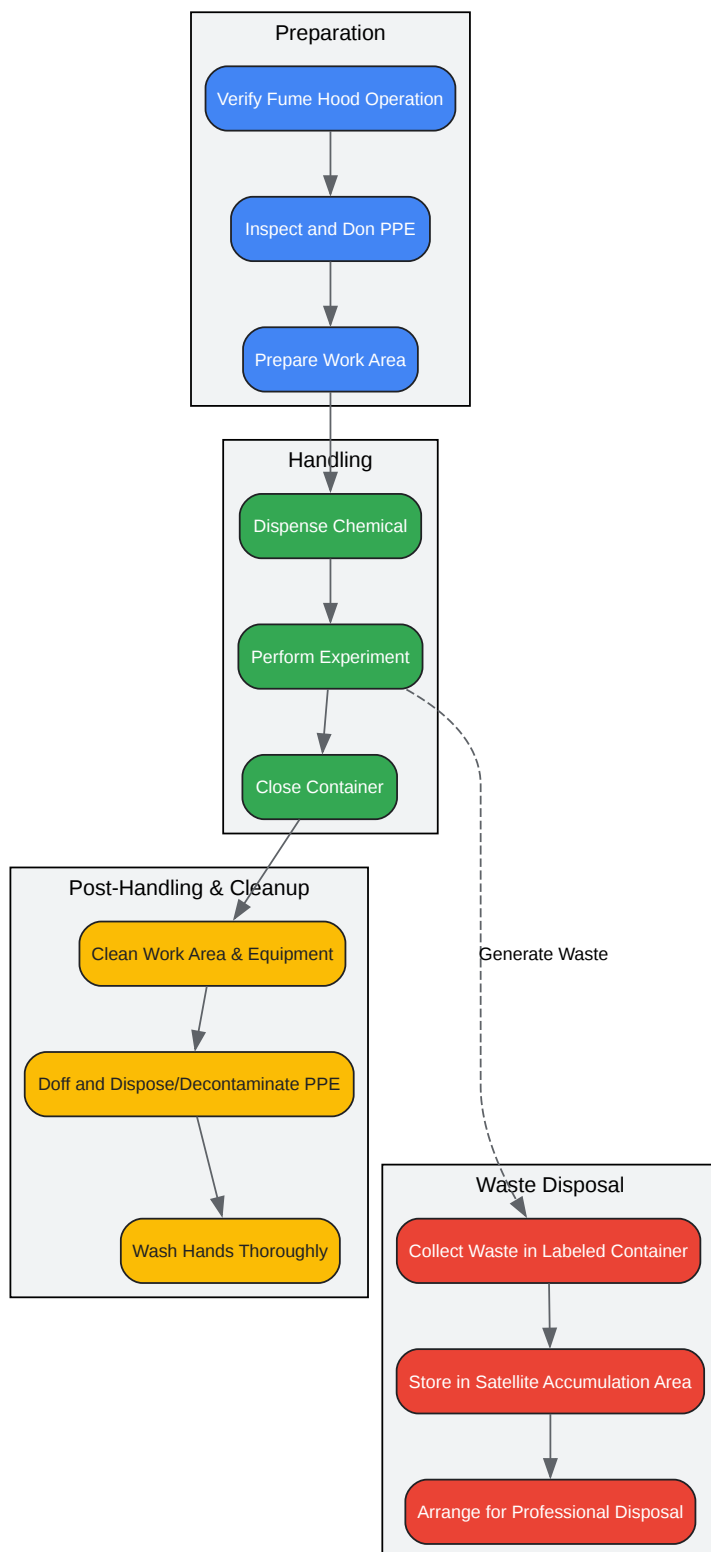 Preparation
Verify Fume Hood Operation
Inspect and Don PPE
Prepare Work Area
Handling
Dispense Chemical
Perform Experiment
Close Container
Post-Handling & Cleanup
Clean Work Area & Equipment
Generate Waste
Doff and Dispose/Decontaminate PPE
Wash Hands Thoroughly
Waste Disposal
Collect Waste in Labeled Container
Store in Satellite Accumulation Area
Arrange for Professional Disposal